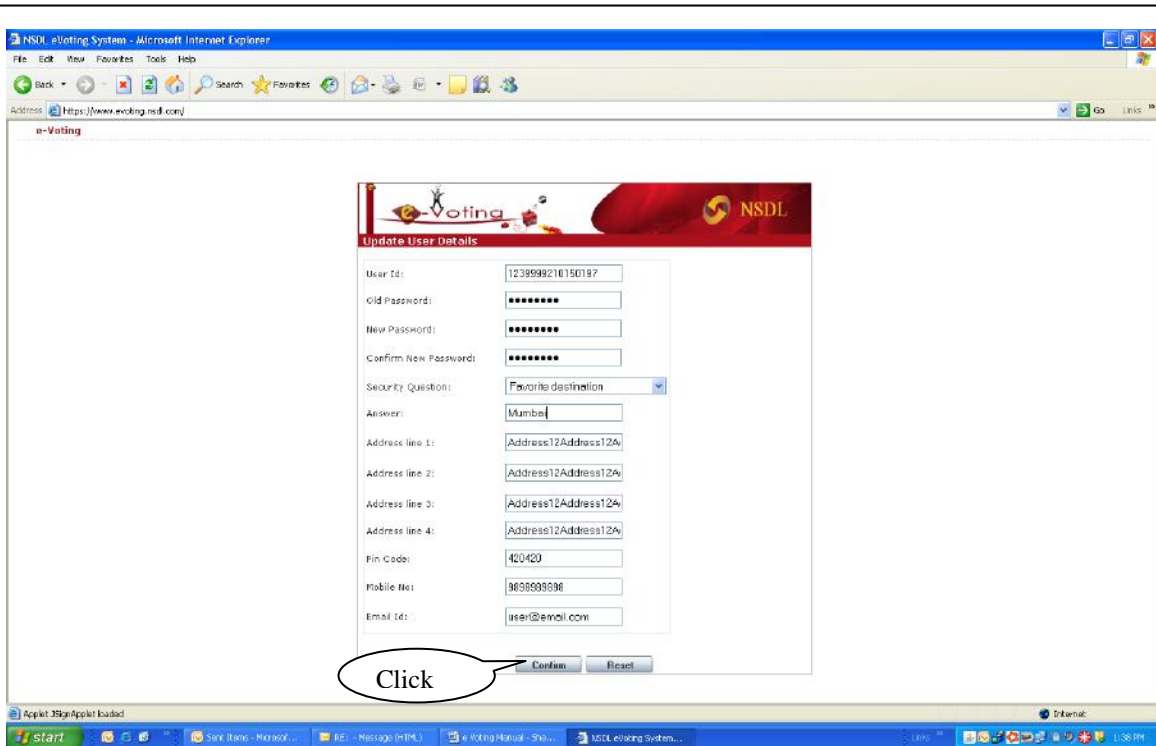 NSDL eVoting System - Microsoft Internet Explorer
File Edit View Favorites Tools Help
Back Search Favorites
Address https://www.evoting.nsdl.com/ Go Links »
e-Voting
e-Voting NSDL
Update User Details
User Id: 1239999210150187
Old Password: ••••••••
New Password: ••••••••
Confirm New Password: ••••••••
Security Question: Favorite destination
Answer: Mumbai
Address line 1: Address12Address12A
Address line 2: Address12Address12A
Address line 3: Address12Address12A
Address line 4: Address12Address12A
Pin Code: 420420
Mobile No: 9898989898
Email Id: user@email.com
Confirm Reset
Click
Applet JSignApplet loaded Internet
start Sent Items - Microsof... RE: - Message (HTML) e Voting Manual - Sha... NSDL eVoting System... Links » 1:38 PM